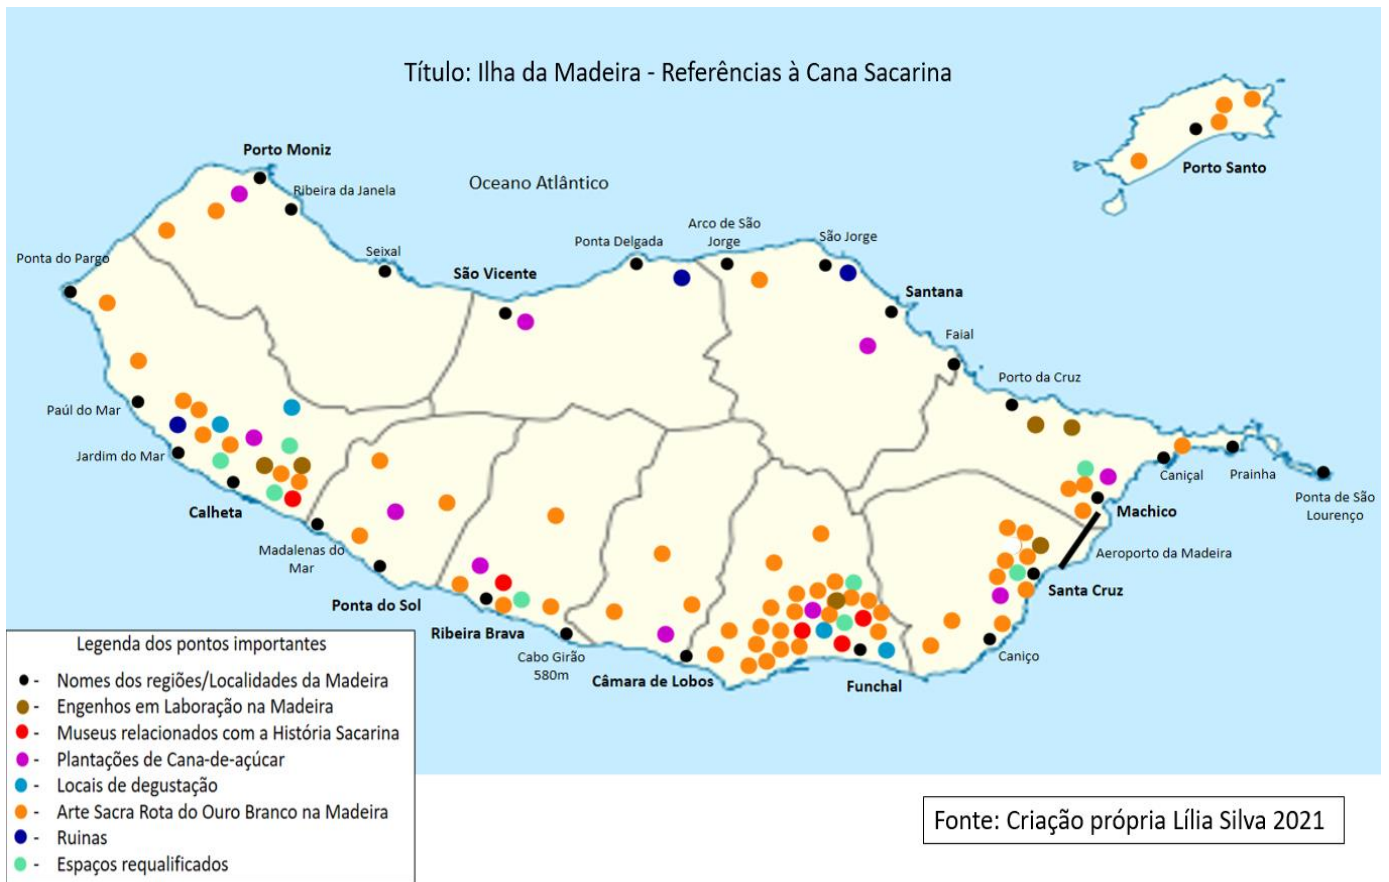 Título: Ilha da Madeira - Referências à Cana Sacarina
Porto Moniz
Ribeira da Janela
Oceano Atlântico
Porto Santo
Ponta do Pargo
Seixal
São Vicente
Ponta Delgada
Arco de São
Jorge
São Jorge
Santana
Faial
Porto da Cruz
Paúl do Mar
Jardim do Mar
Calheta
Madalenas do
Mar
Ponta do Sol
Ribeira Brava
Cabo Girão
580m
Câmara de Lobos
Funchal
Caniço
Santa Cruz
Aeroporto da Madeira
Machico
Caniçal
Prainha
Ponta de São
Lourenço
Legenda dos pontos importantes
- Nomes dos regiões/Localidades da Madeira
- Engenhos em Laboração na Madeira
- Museus relacionados com a História Sacarina
- Plantações de Cana-de-açúcar
- Locais de degustação
- Arte Sacra Rota do Ouro Branco na Madeira
- Ruinas
- Espaços requalificados
Fonte: Criação própria Lília Silva 2021